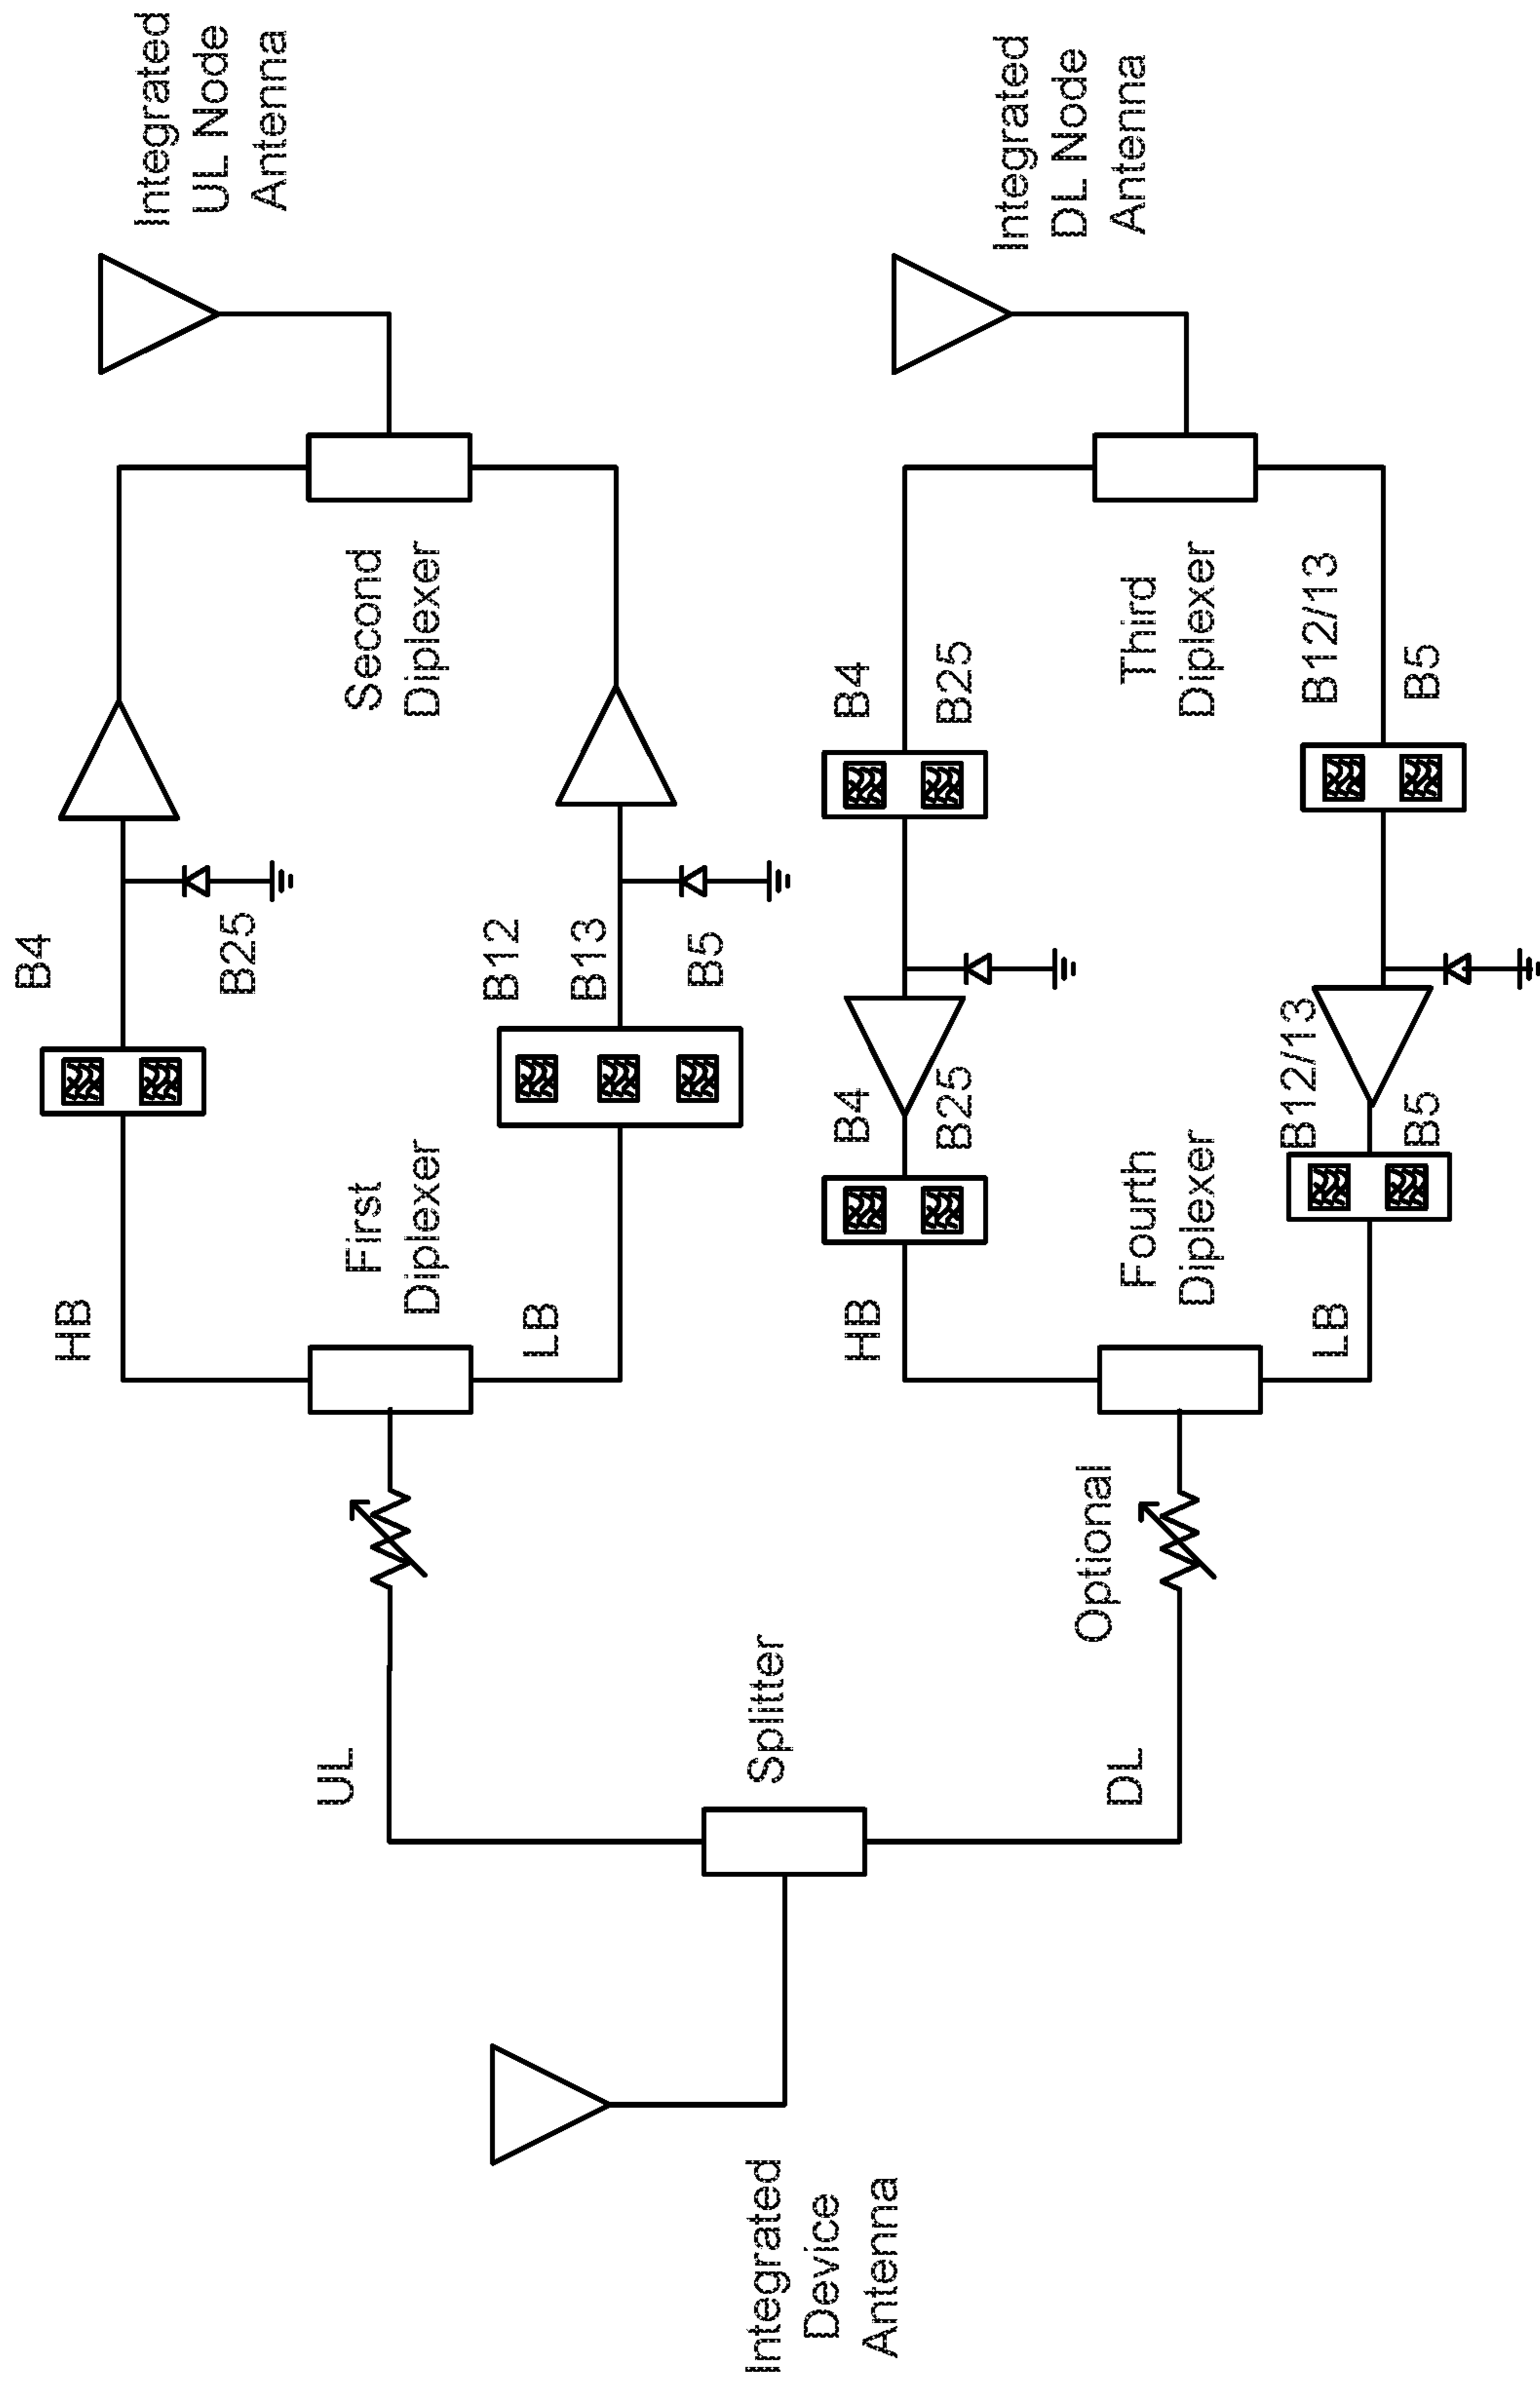 Integrated
Device
Antenna
Splitter
UL
DL
Optional
HB
First
Diplexer
LB
B4
B25
B12
B13
B5
Second
Diplexer
Integrated
UL Node
Antenna
HB
Fourth
Diplexer
LB
B4
B25
B12/13
B5
B4
B25
Third
Diplexer
B12/13
B5
Integrated
DL Node
Antenna